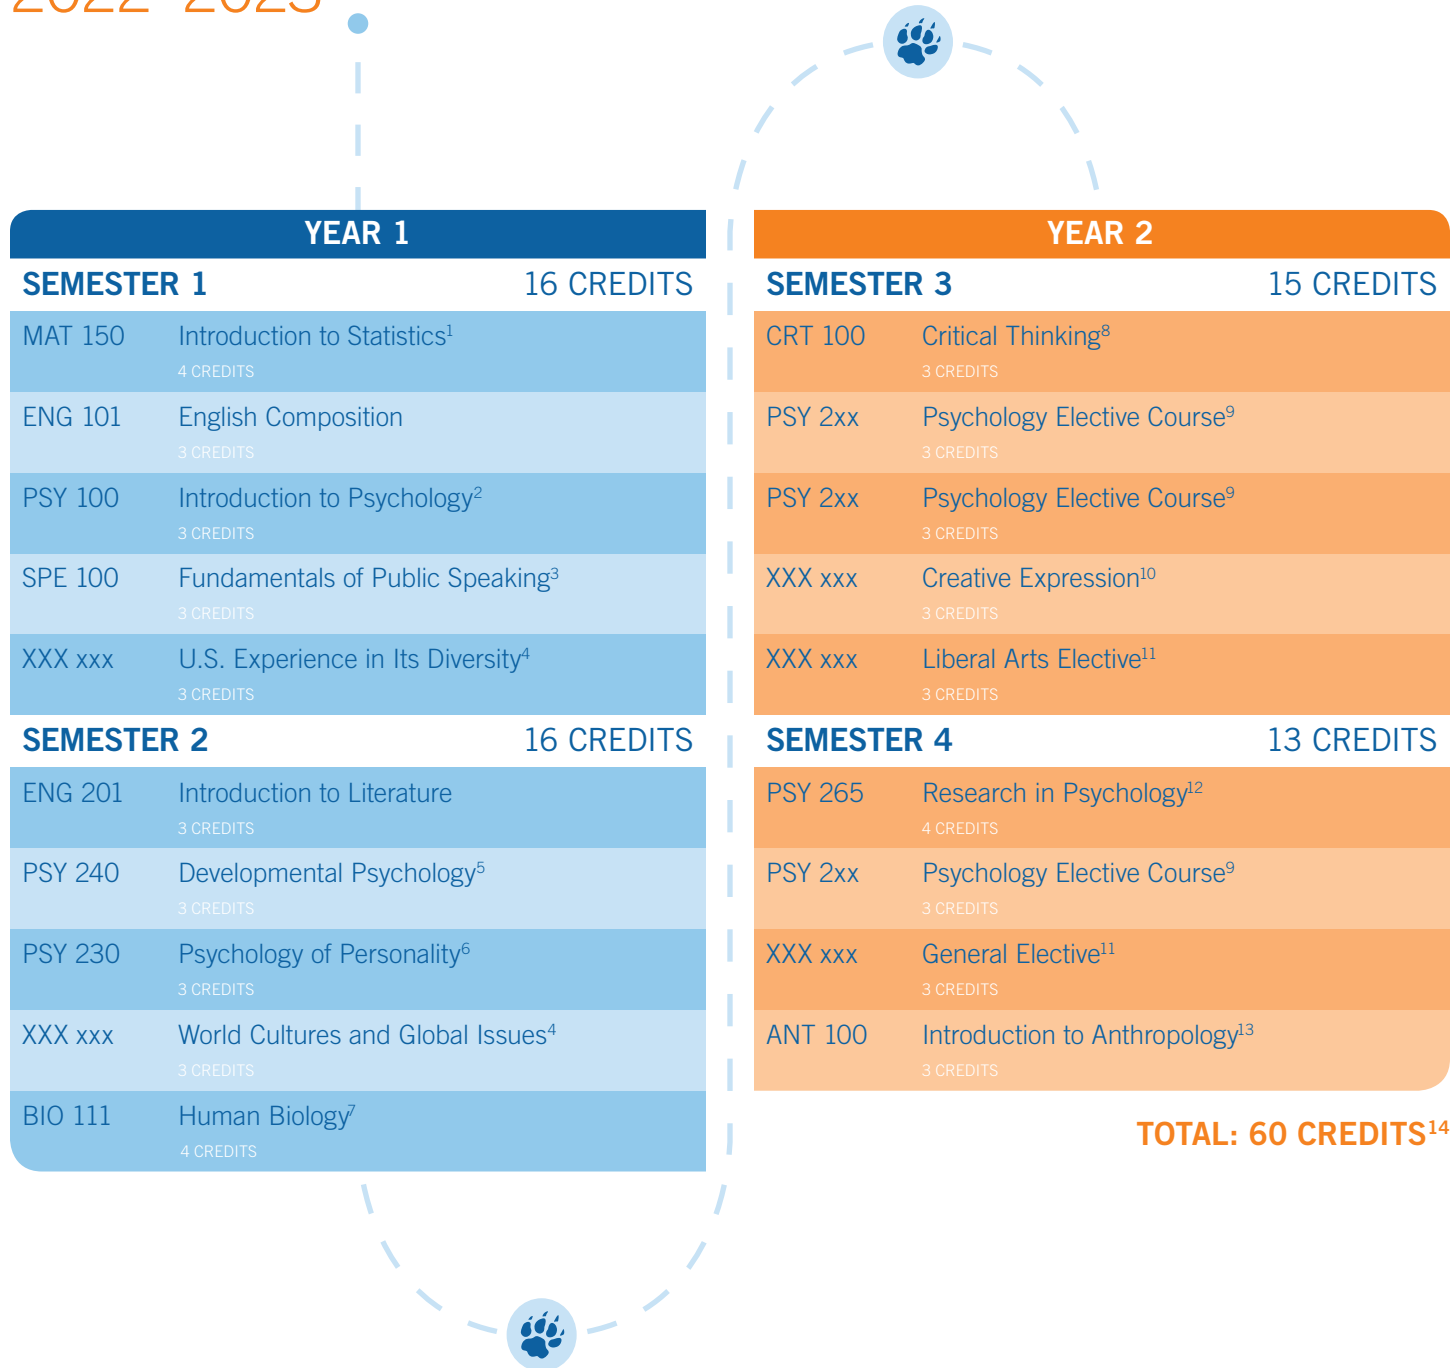 2022–2023
YEAR 1
SEMESTER 1 16 CREDITS
MAT 150 Introduction to Statistics1
4 CREDITS
ENG 101 English Composition
3 CREDITS
PSY 100 Introduction to Psychology2
3 CREDITS
SPE 100 Fundamentals of Public Speaking3
3 CREDITS
XXX xxx U.S. Experience in Its Diversity4
3 CREDITS
SEMESTER 2 16 CREDITS
ENG 201 Introduction to Literature
3 CREDITS
PSY 240 Developmental Psychology5
3 CREDITS
PSY 230 Psychology of Personality6
3 CREDITS
XXX xxx World Cultures and Global Issues4
3 CREDITS
BIO 111 Human Biology7
4 CREDITS
YEAR 2
SEMESTER 3 15 CREDITS
CRT 100 Critical Thinking8
3 CREDITS
PSY 2xx Psychology Elective Course9
3 CREDITS
PSY 2xx Psychology Elective Course9
3 CREDITS
XXX xxx Creative Expression10
3 CREDITS
XXX xxx Liberal Arts Elective11
3 CREDITS
SEMESTER 4 13 CREDITS
PSY 265 Research in Psychology12
4 CREDITS
PSY 2xx Psychology Elective Course9
3 CREDITS
XXX xxx General Elective11
3 CREDITS
ANT 100 Introduction to Anthropology13
3 CREDITS
TOTAL: 60 CREDITS14